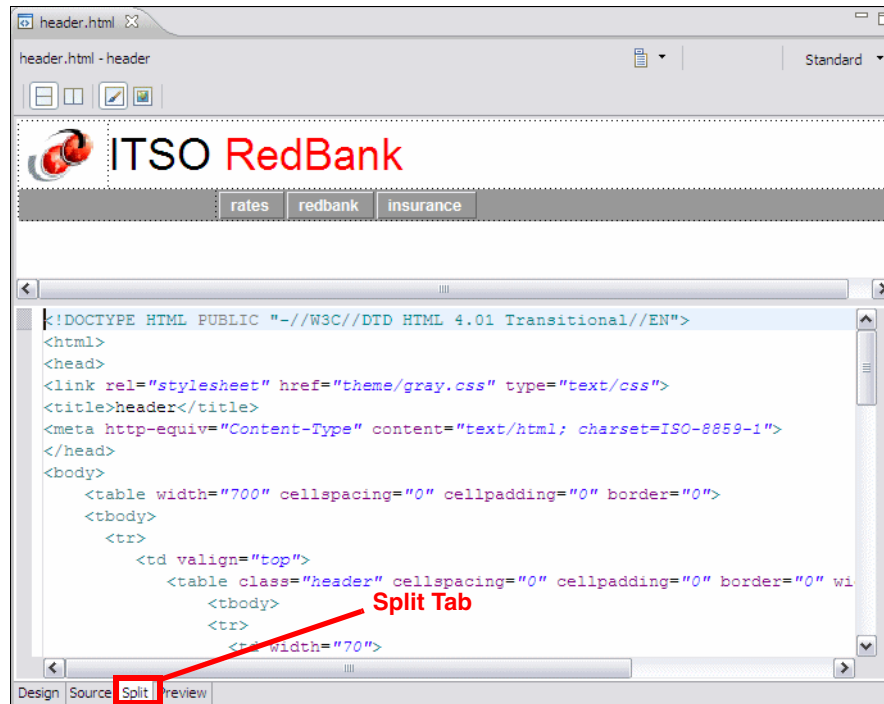 header.html
header.html - header
Standard
ITSO RedBank
rates redbank insurance
<!DOCTYPE HTML PUBLIC "-//W3C//DTD HTML 4.01 Transitional//EN">
<html>
<head>
<link rel="stylesheet" href="theme/gray.css" type="text/css">
<title>header</title>
<meta http-equiv="Content-Type" content="text/html; charset=ISO-8859-1">
</head>
<body>
<table width="700" cellspacing="0" cellpadding="0" border="0">
<tbody>
<tr>
<td valign="top">
<table class="header" cellspacing="0" cellpadding="0" border="0" wi
<tbody>
Split Tab
<tr>
<td width="70">
Design Source Split Preview